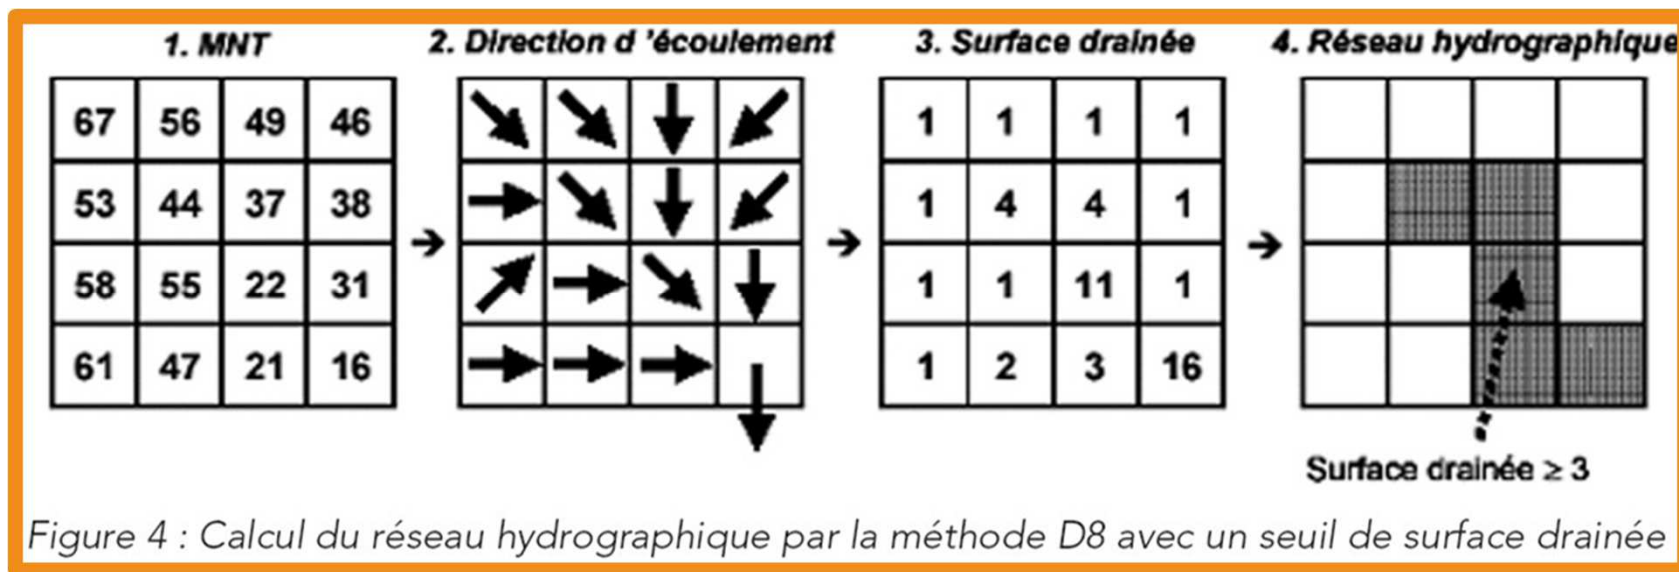 1. MNT 2. Direction d 'écoulement 3. Surface drainée 4. Réseau hydrographique
67 56 49 46 1 1 1 1
53 44 37 38 1 4 4 1
58 55 22 31 1 1 11 1
61 47 21 16 1 2 3 16
Surface drainée ≥ 3
Figure 4 : Calcul du réseau hydrographique par la méthode D8 avec un seuil de surface drainée